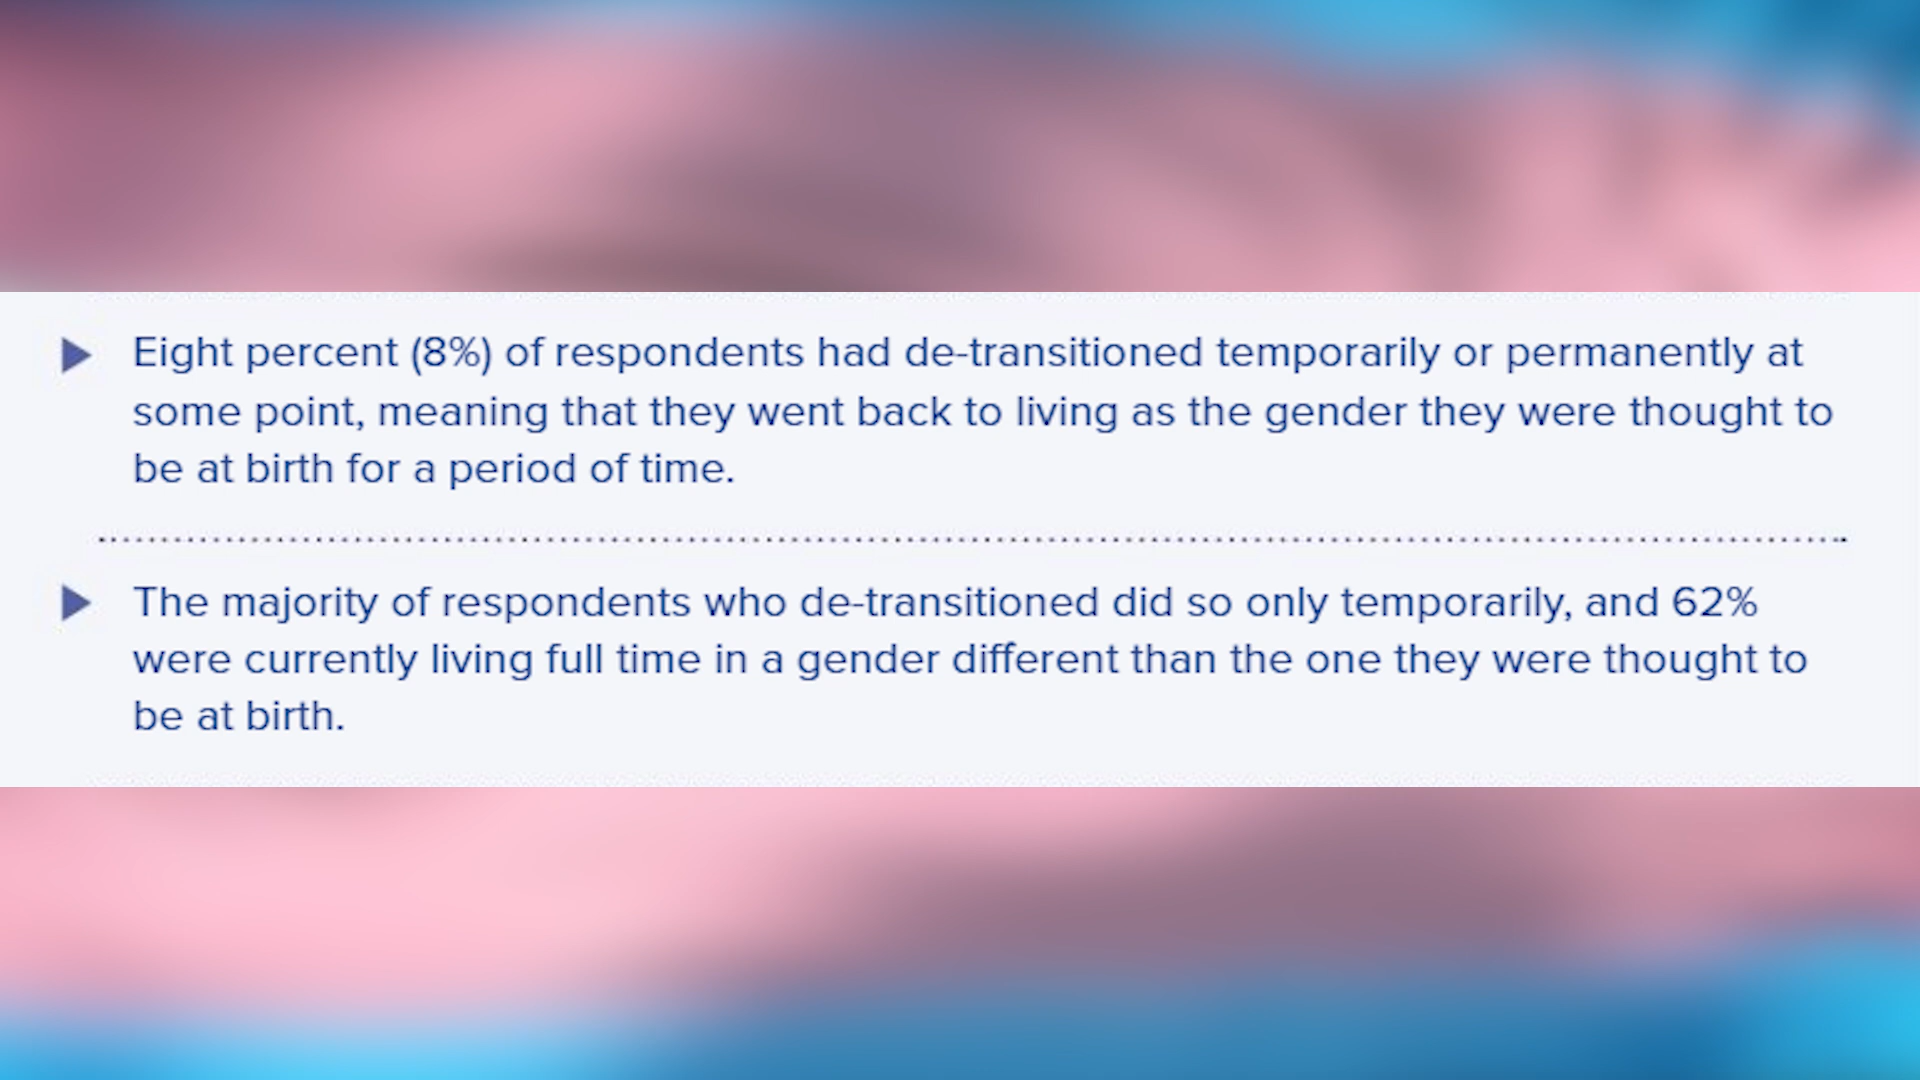 Eight percent (8%) of respondents had de-transitioned temporarily or permanently at
some point, meaning that they went back to living as the gender they were thought to
be at birth for a period of time.
The majority of respondents who de-transitioned did so only temporarily, and 62%
were currently living full time in a gender different than the one they were thought to
be at birth.